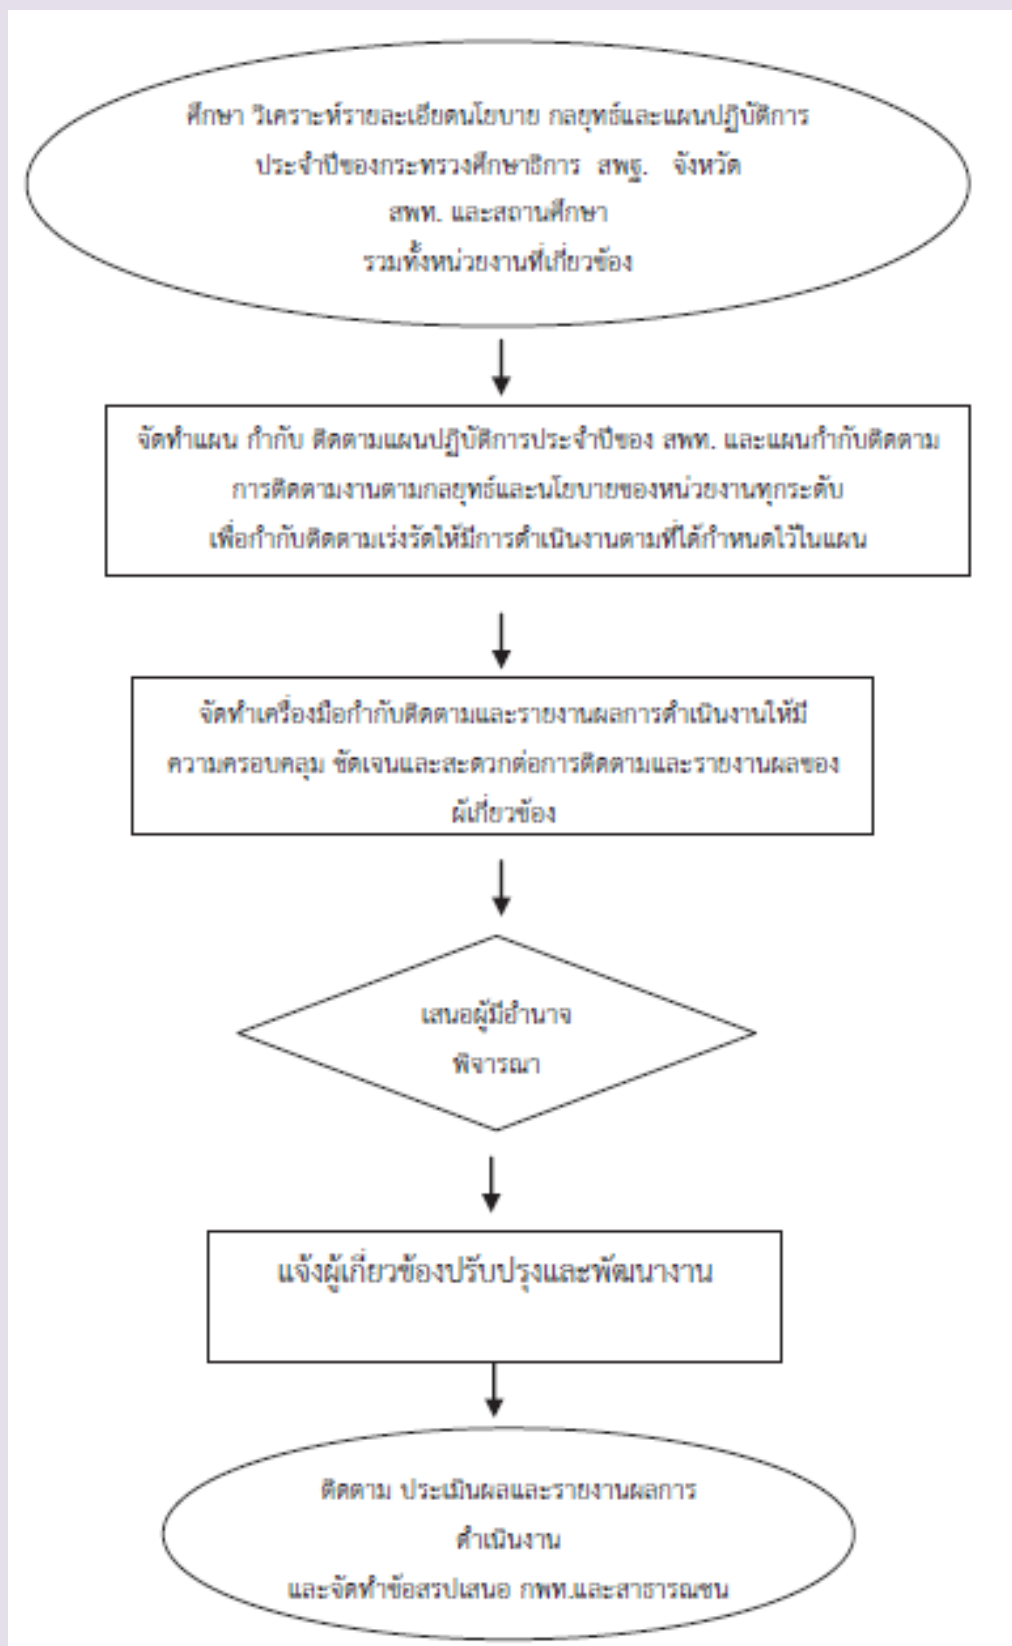 ศึกษา วิเคราะห์รายละเอียดนโยบาย กลยุทธ์และแผนปฏิบัติการ
ประจำปีของกระทรวงศึกษาธิการ สพฐ. จังหวัด
สพท. และสถานศึกษา
รวมทั้งหน่วยงานที่เกี่ยวข้อง
จัดทำแผน กำกับ ติดตามแผนปฏิบัติการประจำปีของ สพท. และแผนกำกับติดตาม
การติดตามงานตามกลยุทธ์และนโยบายของหน่วยงานทุกระดับ
เพื่อกำกับติดตามเร่งรัดให้มีการดำเนินงานตามที่ได้กำหนดไว้ในแผน
จัดทำเครื่องมือกำกับติดตามและรายงานผลการดำเนินงานให้มี
ความครอบคลุม ชัดเจนและสะดวกต่อการติดตามและรายงานผลของ
ผู้เกี่ยวข้อง
เสนอผู้มีอำนาจ
พิจารณา
แจ้งผู้เกี่ยวข้องปรับปรุงและพัฒนางาน
ติดตาม ประเมินผลและรายงานผลการ
ดำเนินงาน
และจัดทำข้อสรุปเสนอ กพท.และสาธารณชน